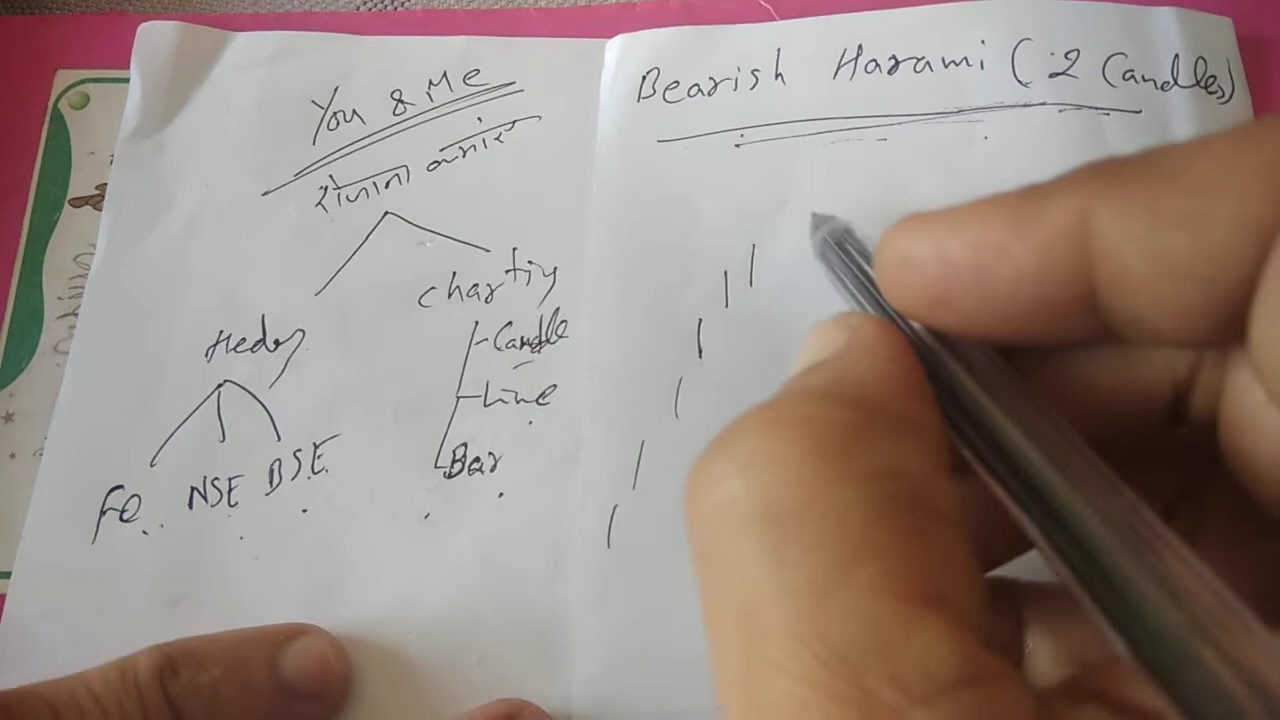 You & Me
Hedg
Fo NSE BSE
Charting
Candle
Line
Bar
Bearish Harami (2 Candles)